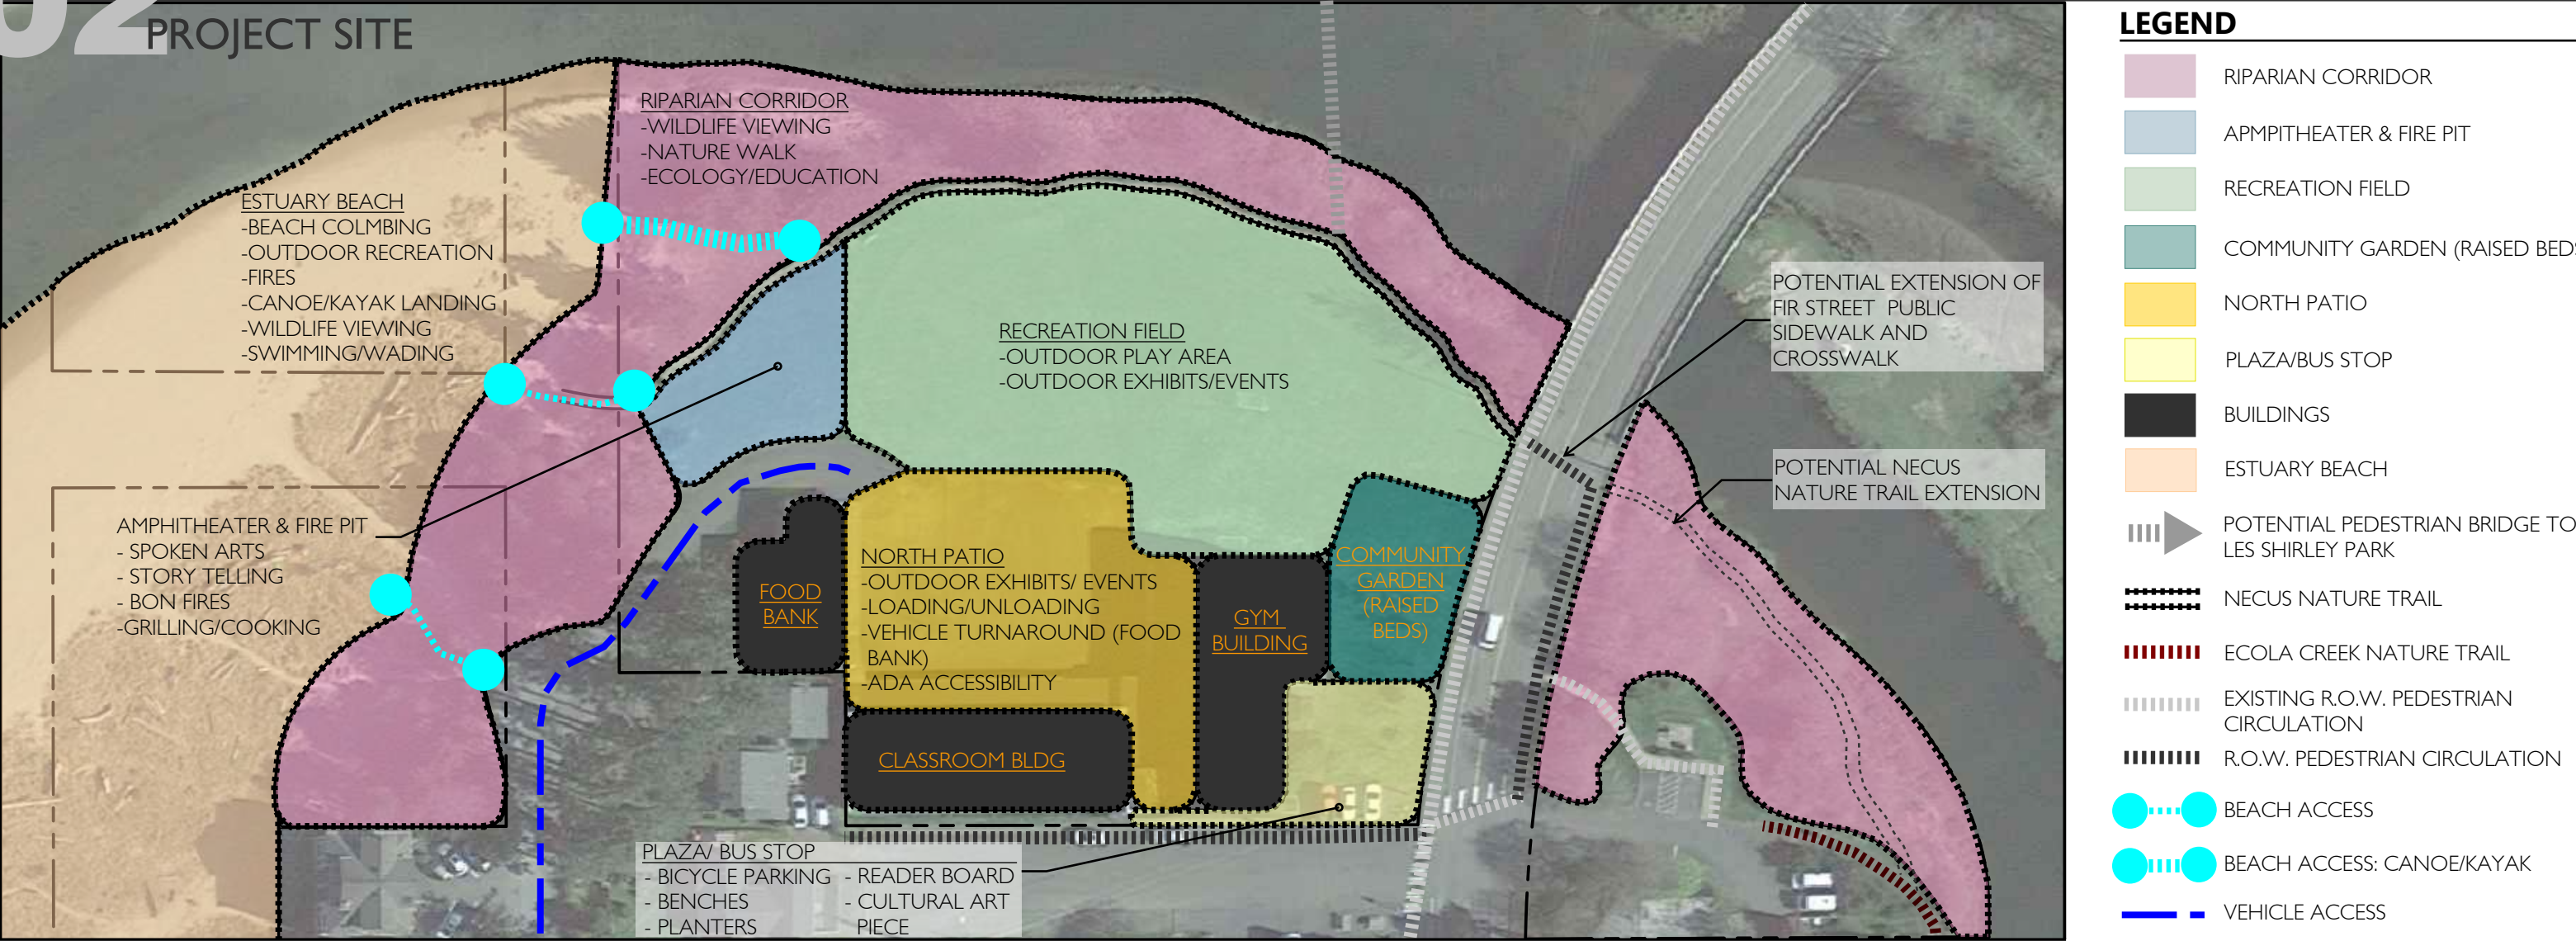 02
PROJECT SITE
RIPARIAN CORRIDOR
-WILDLIFE VIEWING
-NATURE WALK
-ECOLOGY/EDUCATION
ESTUARY BEACH
-BEACH COLMBING
-OUTDOOR RECREATION
-FIRES
-CANOE/KAYAK LANDING
-WILDLIFE VIEWING
-SWIMMING/WADING
RECREATION FIELD
-OUTDOOR PLAY AREA
-OUTDOOR EXHIBITS/EVENTS
POTENTIAL EXTENSION OF
FIR STREET PUBLIC
SIDEWALK AND
CROSSWALK
POTENTIAL NECUS
NATURE TRAIL EXTENSION
AMPHITHEATER & FIRE PIT
- SPOKEN ARTS
- STORY TELLING
- BON FIRES
-GRILLING/COOKING
FOOD
BANK
NORTH PATIO
-OUTDOOR EXHIBITS/ EVENTS
-LOADING/UNLOADING
-VEHICLE TURNAROUND (FOOD
BANK)
-ADA ACCESSIBILITY
GYM
BUILDING
COMMUNITY
GARDEN
(RAISED
BEDS)
CLASSROOM BLDG
PLAZA/ BUS STOP
- BICYCLE PARKING
- BENCHES
- PLANTERS
- READER BOARD
- CULTURAL ART
PIECE
LEGEND
RIPARIAN CORRIDOR
APMPITHEATER & FIRE PIT
RECREATION FIELD
COMMUNITY GARDEN (RAISED BEDS
NORTH PATIO
PLAZA/BUS STOP
BUILDINGS
ESTUARY BEACH
POTENTIAL PEDESTRIAN BRIDGE TO
LES SHIRLEY PARK
NECUS NATURE TRAIL
ECOLA CREEK NATURE TRAIL
EXISTING R.O.W. PEDESTRIAN
CIRCULATION
R.O.W. PEDESTRIAN CIRCULATION
BEACH ACCESS
BEACH ACCESS: CANOE/KAYAK
VEHICLE ACCESS